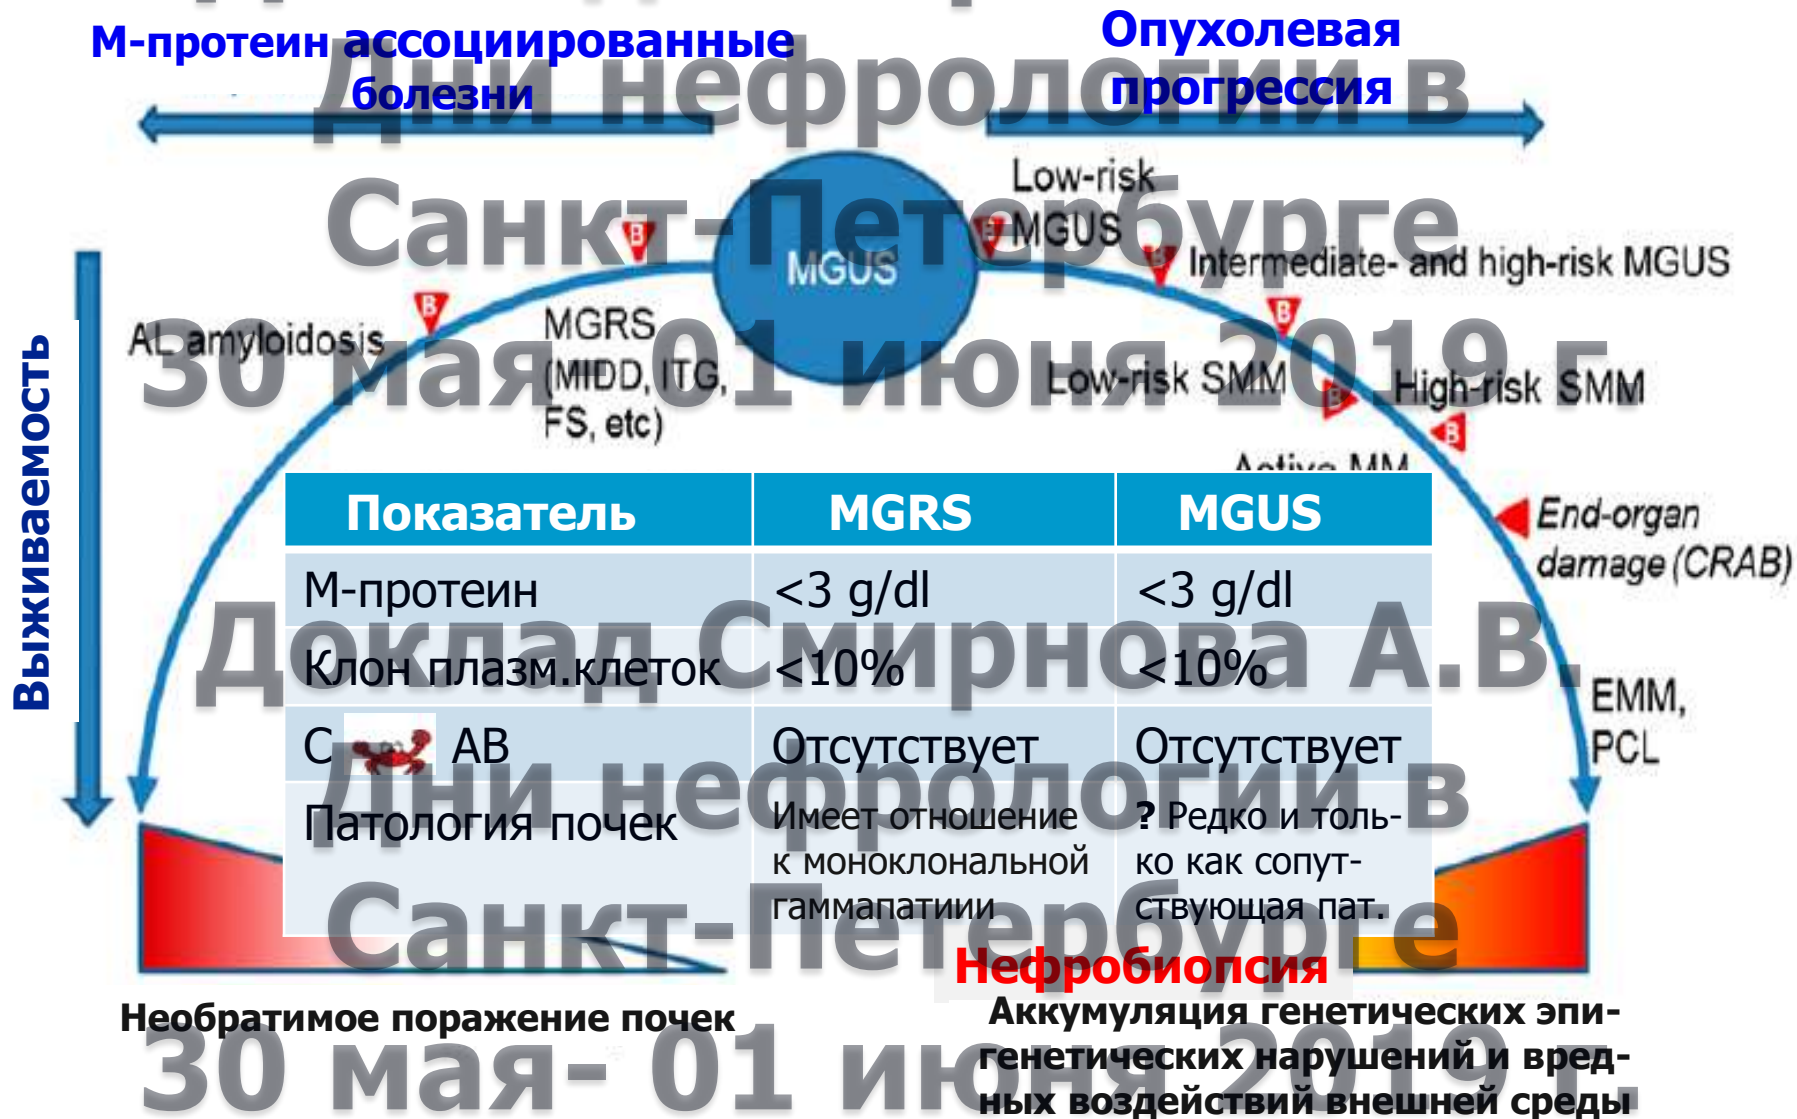 М-протеин ассоциированные
болезни
Опухолевая
прогрессия
Дни нефрологии в
Санкт-Петербурге
30 мая- 01 июня 2019 г.
Low-risk
MGUS
MGUS
B
B
B
B
B
B
B
Intermediate- and high-risk MGUS
AL amyloidosis
MGRS
(MIDD, ITG,
FS, etc)
Low-risk SMM
High-risk SMM
Active MM
End-organ
damage (CRAB)
EMM,
PCL
Выживаемость
Показатель MGRS MGUS
М-протеин <3 g/dl <3 g/dl
Клон плазм.клеток <10% <10%
С АВ Отсутствует Отсутствует
Патология почек
Имеет отношение
к моноклональной
гаммапатиии
? Редко и толь-
ко как сопут-
ствующая пат.
Доклад Смирнова А.В.
Дни нефрологии в
Санкт-Петербурге
30 мая- 01 июня 2019 г.
Нефробиопсия
Необратимое поражение почек
Аккумуляция генетических эпи-
генетических нарушений и вред-
ных воздействий внешней среды